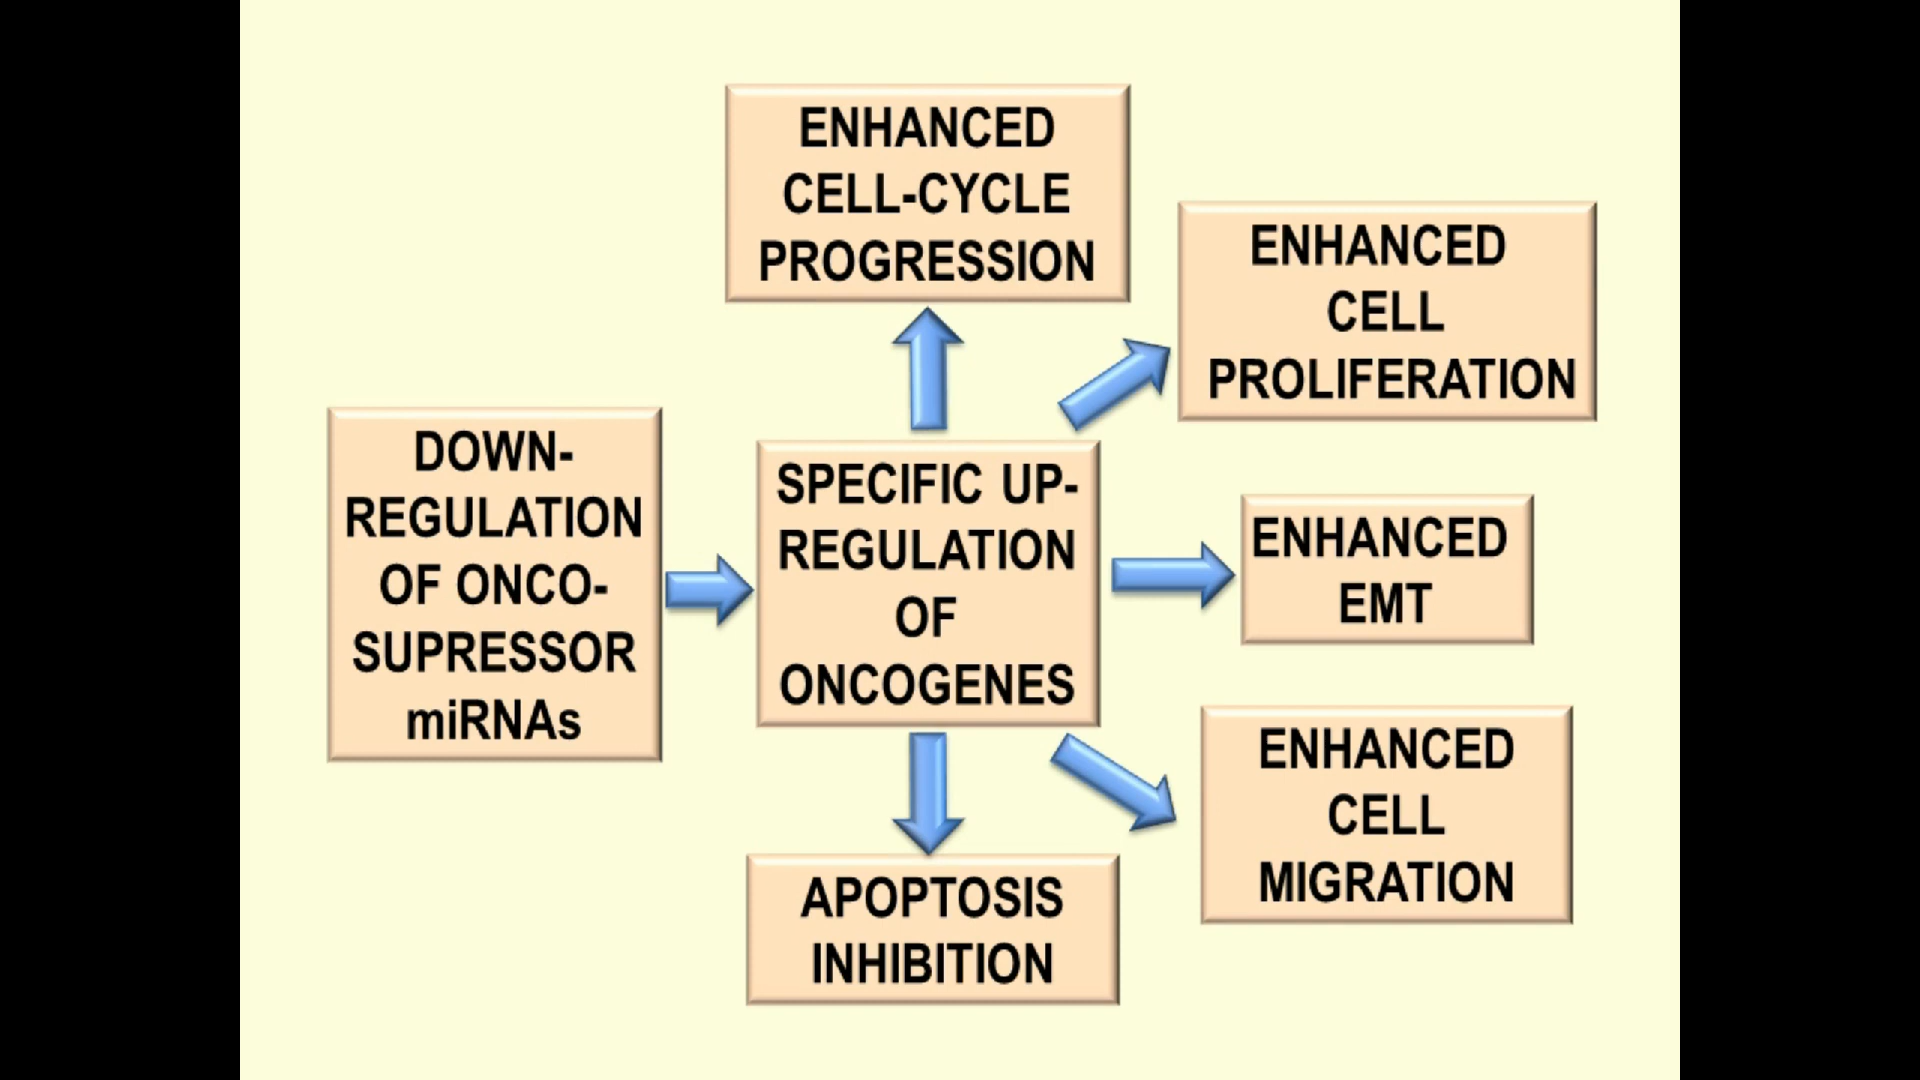 ENHANCED
CELL-CYCLE
PROGRESSION
ENHANCED
CELL
PROLIFERATION
DOWN-
REGULATION
OF ONCO-
SUPRESSOR
miRNAs
SPECIFIC UP-
REGULATION
OF
ONCOGENES
ENHANCED
EMT
ENHANCED
CELL
MIGRATION
APOPTOSIS
INHIBITION